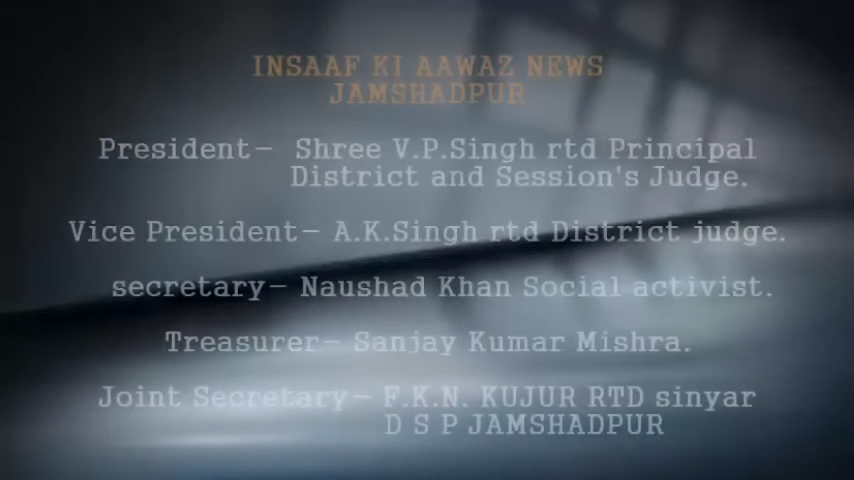 INSAAF KI AAWAZ NEWS
JAMSHADPUR
President- Shree V.P.Singh rtd Principal
District and Session's Judge.
Vice President- A.K.Singh rtd District judge.
secretary- Naushad Khan Social activist.
Treasurer- Sanjay Kumar Mishra.
Joint Secretary- F.K.N. KUJUR RTD sinyar
D S P JAMSHADPUR